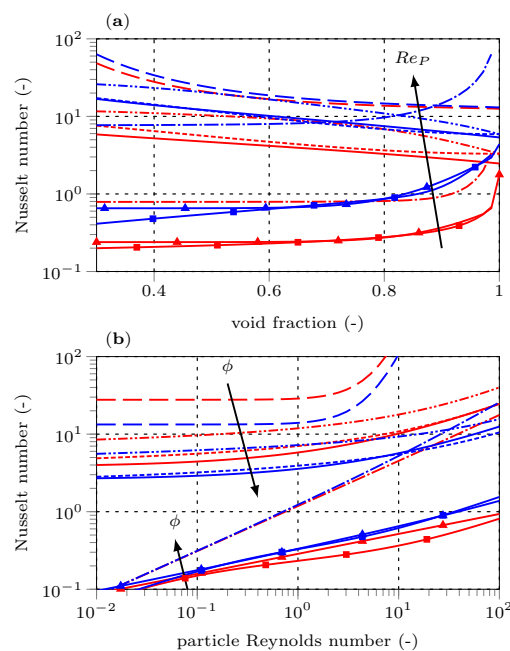 (a)
10^2
10^1
10^0
10^−1
Nusselt number (-)
Re_P
0.4
0.6
0.8
1
void fraction (-)
(b)
10^2
10^1
10^0
10^−1
Nusselt number (-)
ϕ
ϕ
10^−2
10^−1
10^0
10^1
10^2
particle Reynolds number (-)